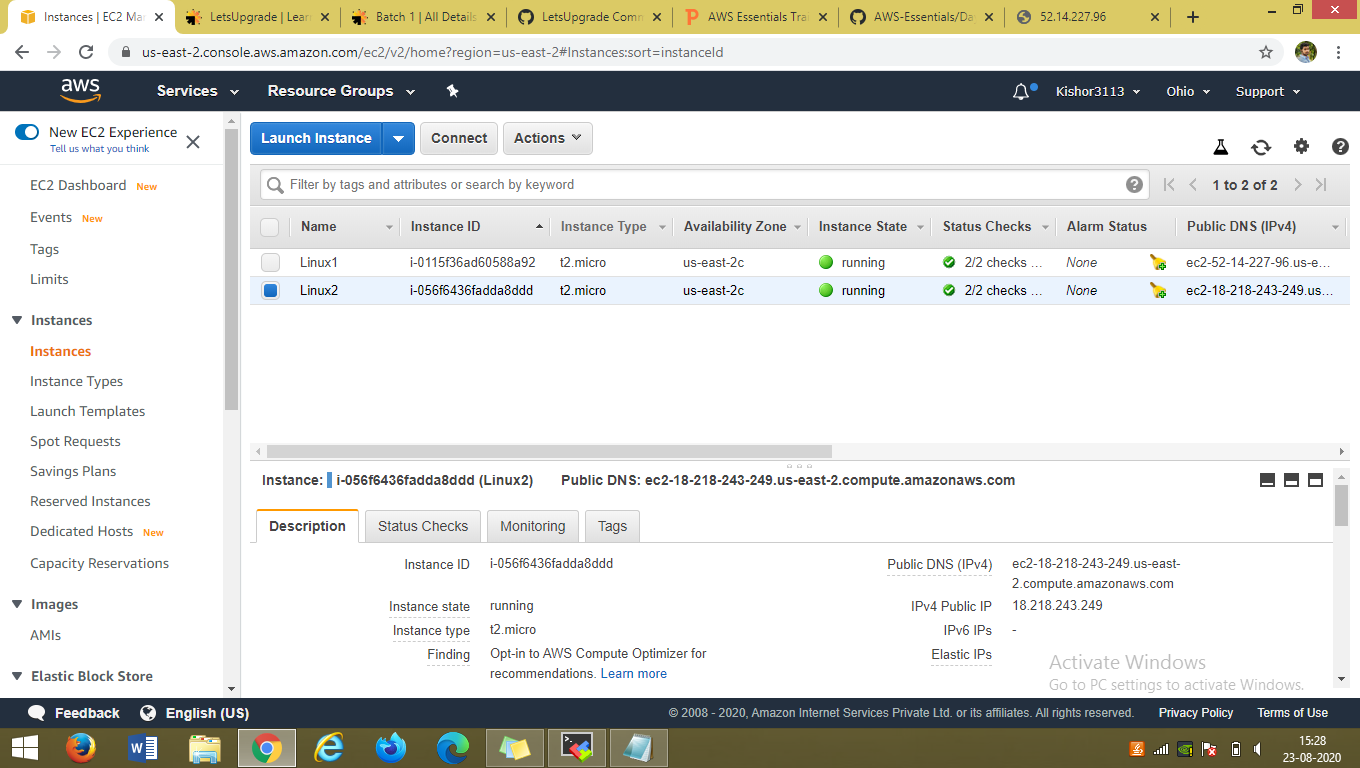 Instances | EC2 Mar
LetsUpgrade | Learn
Batch 1 | All Details
LetsUpgrade Comm
AWS Essentials Trai
AWS-Essentials/Da
52.14.227.96
us-east-2.console.aws.amazon.com/ec2/v2/home?region=us-east-2#Instances:sort=instanceId
aws
Services
Resource Groups
Kishor3113
Ohio
Support
New EC2 Experience
Tell us what you think
EC2 Dashboard New
Events New
Tags
Limits
Instances
Instances
Instance Types
Launch Templates
Spot Requests
Savings Plans
Reserved Instances
Dedicated Hosts New
Capacity Reservations
Images
AMIs
Elastic Block Store
Launch Instance
Connect
Actions
Filter by tags and attributes or search by keyword
1 to 2 of 2
Name Instance ID Instance Type Availability Zone Instance State Status Checks Alarm Status Public DNS (IPv4)
Linux1 i-0115f36ad60588a92 t2.micro us-east-2c running 2/2 checks ... None ec2-52-14-227-96.us-e...
Linux2 i-056f6436fadda8ddd t2.micro us-east-2c running 2/2 checks ... None ec2-18-218-243-249.us...
Instance: i-056f6436fadda8ddd (Linux2) Public DNS: ec2-18-218-243-249.us-east-2.compute.amazonaws.com
Description
Status Checks
Monitoring
Tags
Instance ID i-056f6436fadda8ddd
Instance state running
Instance type t2.micro
Finding Opt-in to AWS Compute Optimizer for
recommendations. Learn more
Public DNS (IPv4) ec2-18-218-243-249.us-east-
2.compute.amazonaws.com
IPv4 Public IP 18.218.243.249
IPv6 IPs -
Elastic IPs
Activate Windows
Go to PC settings to activate Windows.
Feedback
English (US)
© 2008 - 2020, Amazon Internet Services Private Ltd. or its affiliates. All rights reserved.
Privacy Policy
Terms of Use
15:28
23-08-2020